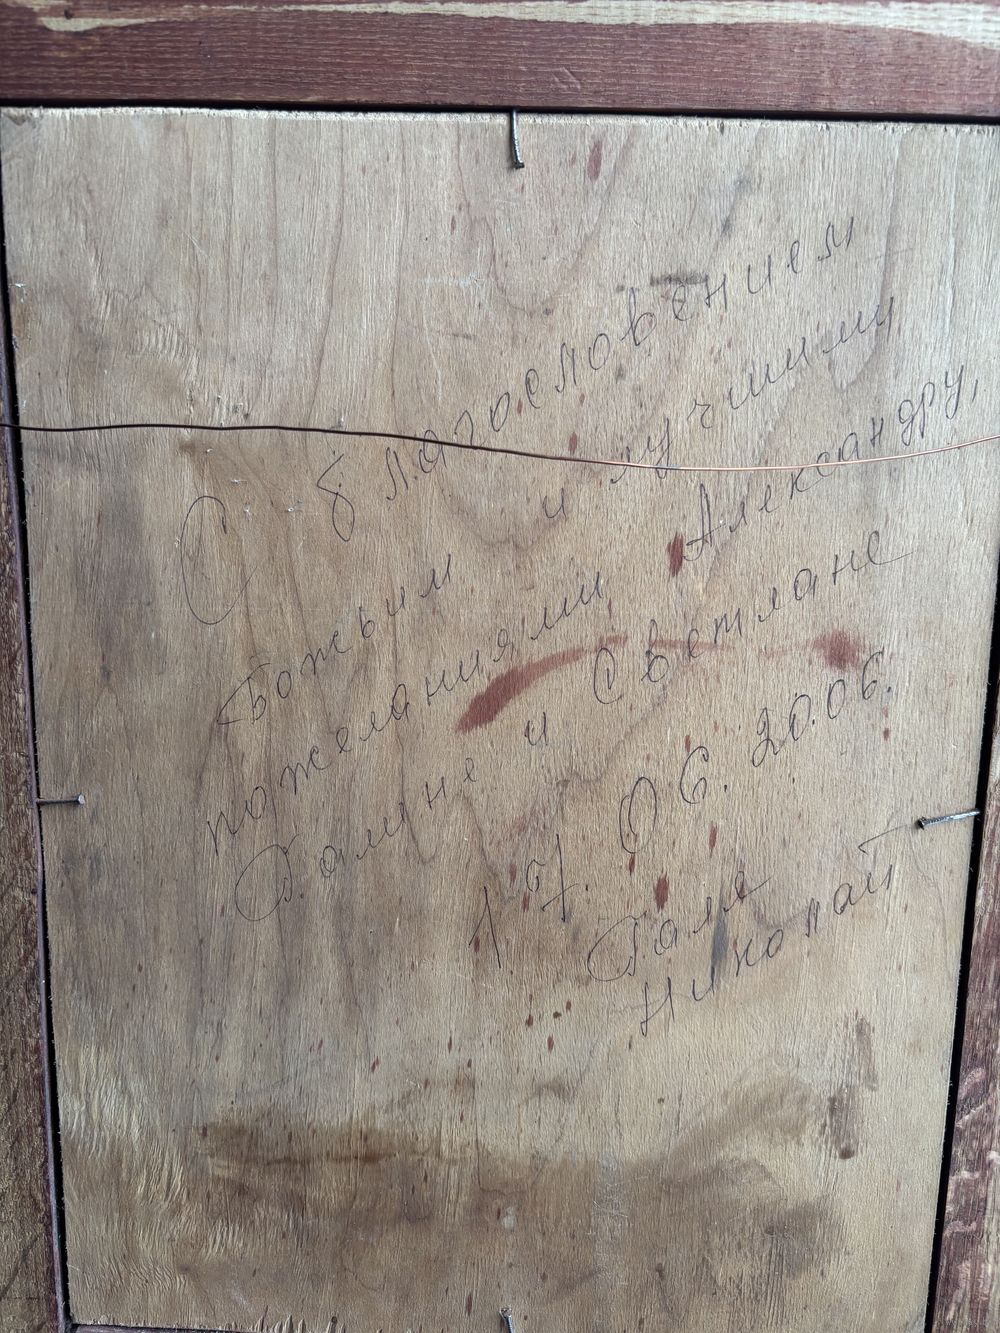 С благословением
Божьим и лучшими
пожеланиями Александру,
Галине и Светлане
17. 06. 2006.
Галя
Николай